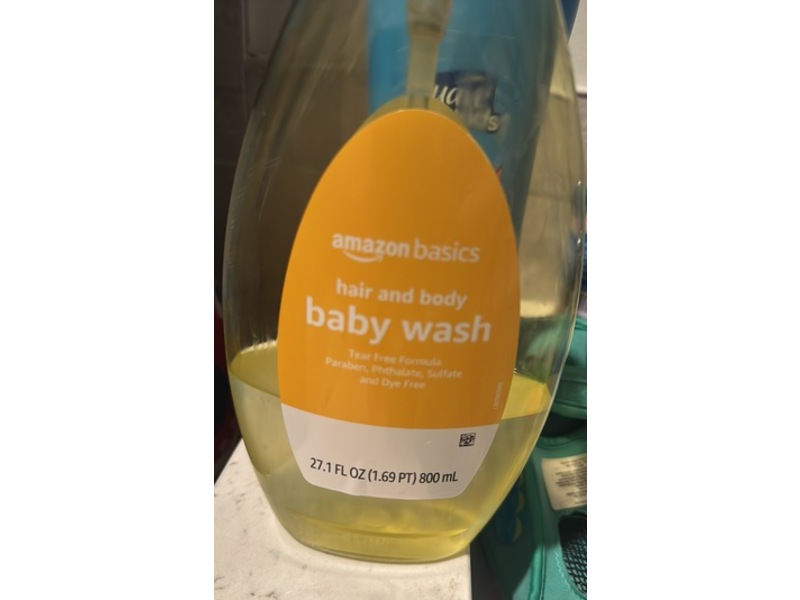 amazon basics
hair and body
baby wash
Tear Free Formula
Paraben, Phthalate, Sulfate
and Dye Free
27.1 FL OZ (1.69 PT) 800 mL